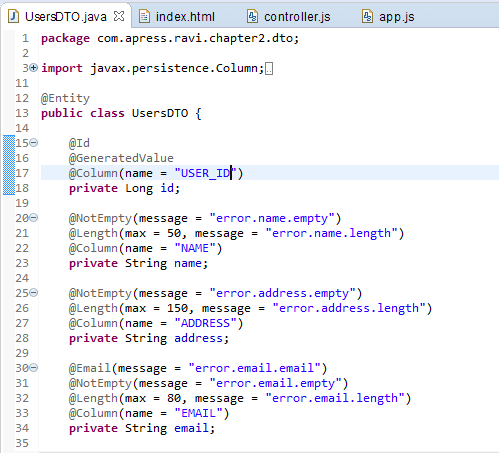 UsersDTO.java index.html controller.js app.js
1 package com.apress.ravi.chapter2.dto;
2
3 import javax.persistence.Column;
11
12 @Entity
13 public class UsersDTO {
14
15 @Id
16 @GeneratedValue
17 @Column(name = "USER_ID")
18 private Long id;
19
20 @NotEmpty(message = "error.name.empty")
21 @Length(max = 50, message = "error.name.length")
22 @Column(name = "NAME")
23 private String name;
24
25 @NotEmpty(message = "error.address.empty")
26 @Length(max = 150, message = "error.address.length")
27 @Column(name = "ADDRESS")
28 private String address;
29
30 @Email(message = "error.email.email")
31 @NotEmpty(message = "error.email.empty")
32 @Length(max = 80, message = "error.email.length")
33 @Column(name = "EMAIL")
34 private String email;
35